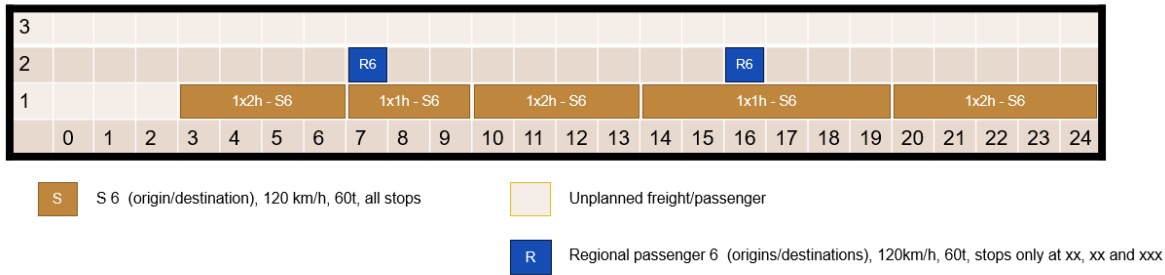 3
2 R6 R6
1 1x2h - S6 1x1h - S6 1x2h - S6 1x1h - S6 1x2h - S6
0 1 2 3 4 5 6 7 8 9 10 11 12 13 14 15 16 17 18 19 20 21 22 23 24
S S 6 (origin/destination), 120 km/h, 60t, all stops
Unplanned freight/passenger
R Regional passenger 6 (origins/destinations), 120km/h, 60t, stops only at xx, xx and xxx